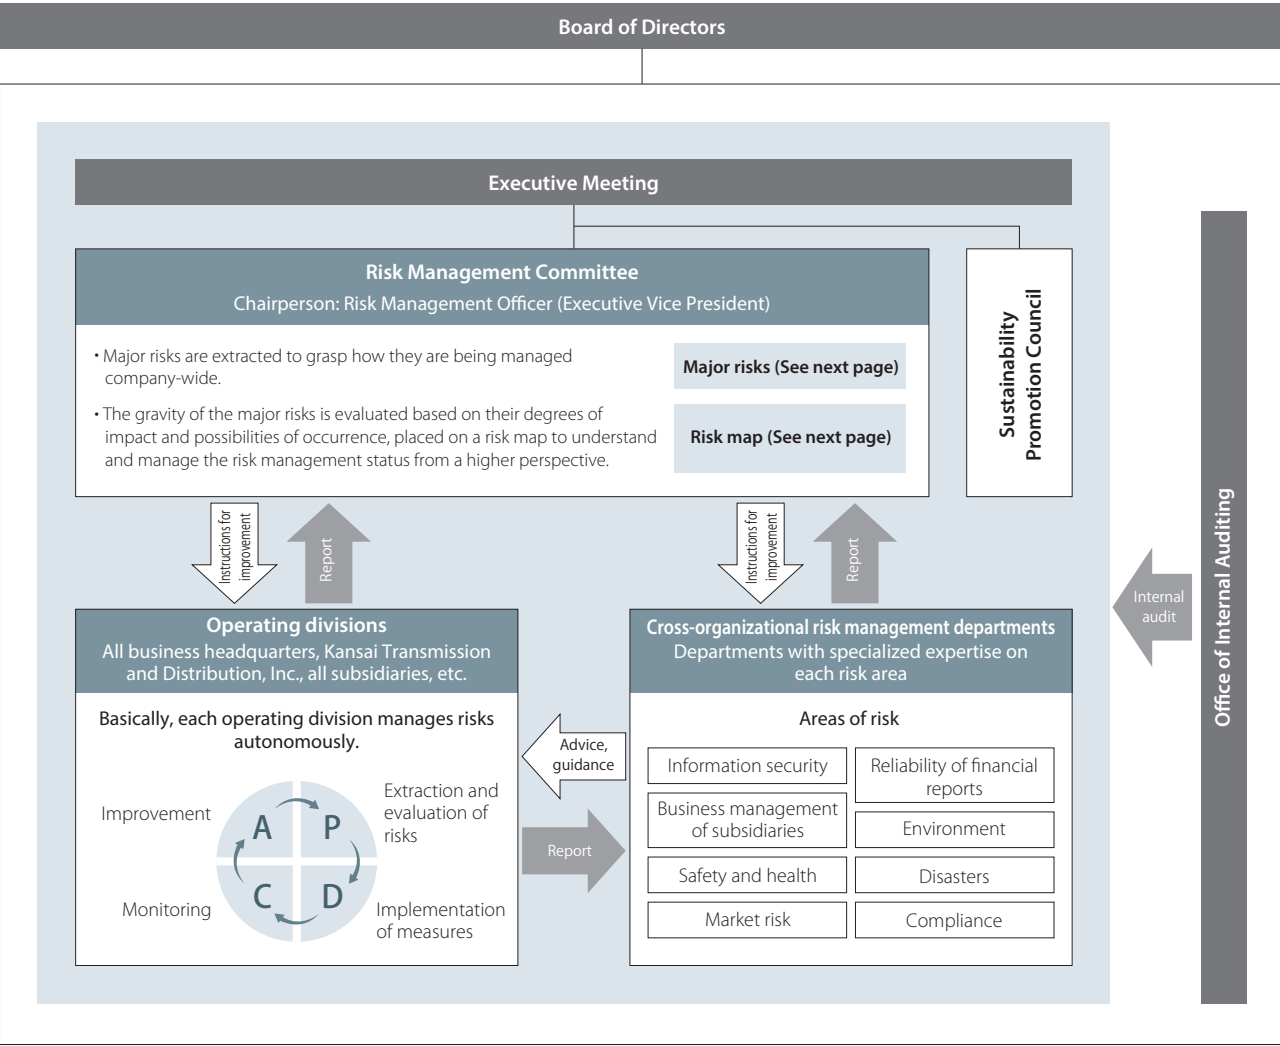 Board of Directors
Executive Meeting
Risk Management Committee
Chairperson: Risk Management Officer (Executive Vice President)
• Major risks are extracted to grasp how they are being managed
company-wide.
• The gravity of the major risks is evaluated based on their degrees of
impact and possibilities of occurrence, placed on a risk map to understand
and manage the risk management status from a higher perspective.
Major risks (See next page)
Risk map (See next page)
Sustainability
Promotion Council
Instructions for
improvement
Report
Instructions for
improvement
Report
Operating divisions
All business headquarters, Kansai Transmission
and Distribution, Inc., all subsidiaries, etc.
Basically, each operating division manages risks
autonomously.
Improvement
A
P
Extraction and
evaluation of
risks
Monitoring
C
D
Implementation
of measures
Advice,
guidance
Report
Cross-organizational risk management departments
Departments with specialized expertise on
each risk area
Areas of risk
Information security
Business management
of subsidiaries
Safety and health
Market risk
Reliability of financial
reports
Environment
Disasters
Compliance
Internal
audit
Office of Internal Auditing